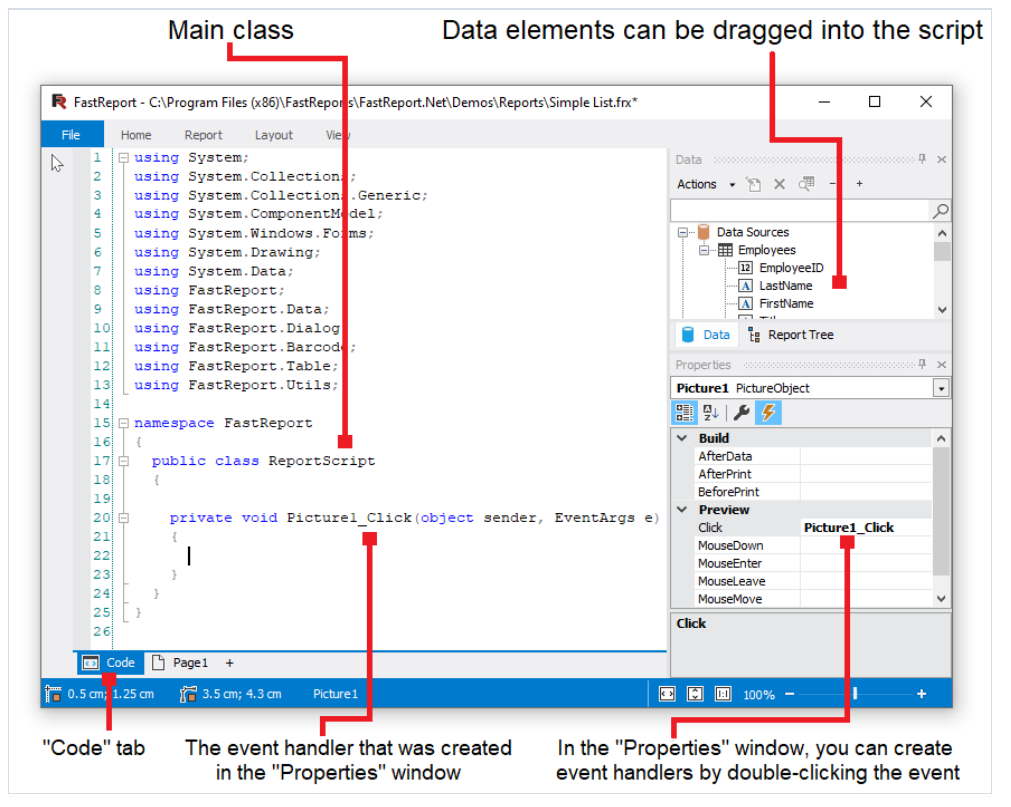 Main class
Data elements can be dragged into the script
FastReport - C:\Program Files (x86)\FastReports\FastReport.Net\Demos\Reports\Simple List.frx*
File Home Report Layout View
1 using System;
2 using System.Collections;
3 using System.Collections.Generic;
4 using System.ComponentModel;
5 using System.Windows.Forms;
6 using System.Drawing;
7 using System.Data;
8 using FastReport;
9 using FastReport.Data;
10 using FastReport.Dialog
11 using FastReport.Barcode;
12 using FastReport.Table;
13 using FastReport.Utils;
14
15 namespace FastReport
16 {
17 public class ReportScript
18 {
19
20 private void Picture1_Click(object sender, EventArgs e)
21 {
22
23 }
24 }
25 }
26
Data
Actions
Data Sources
Employees
12 EmployeeID
A LastName
A FirstName
Data Report Tree
Properties
Picture1 PictureObject
Build
AfterData
AfterPrint
BeforePrint
Preview
Click Picture1_Click
MouseDown
MouseEnter
MouseLeave
MouseMove
Click
Code Page1 +
0.5 cm; 1.25 cm 3.5 cm; 4.3 cm Picture1 1:1 100% − +
"Code" tab
The event handler that was created
in the "Properties" window
In the "Properties" window, you can create
event handlers by double-clicking the event